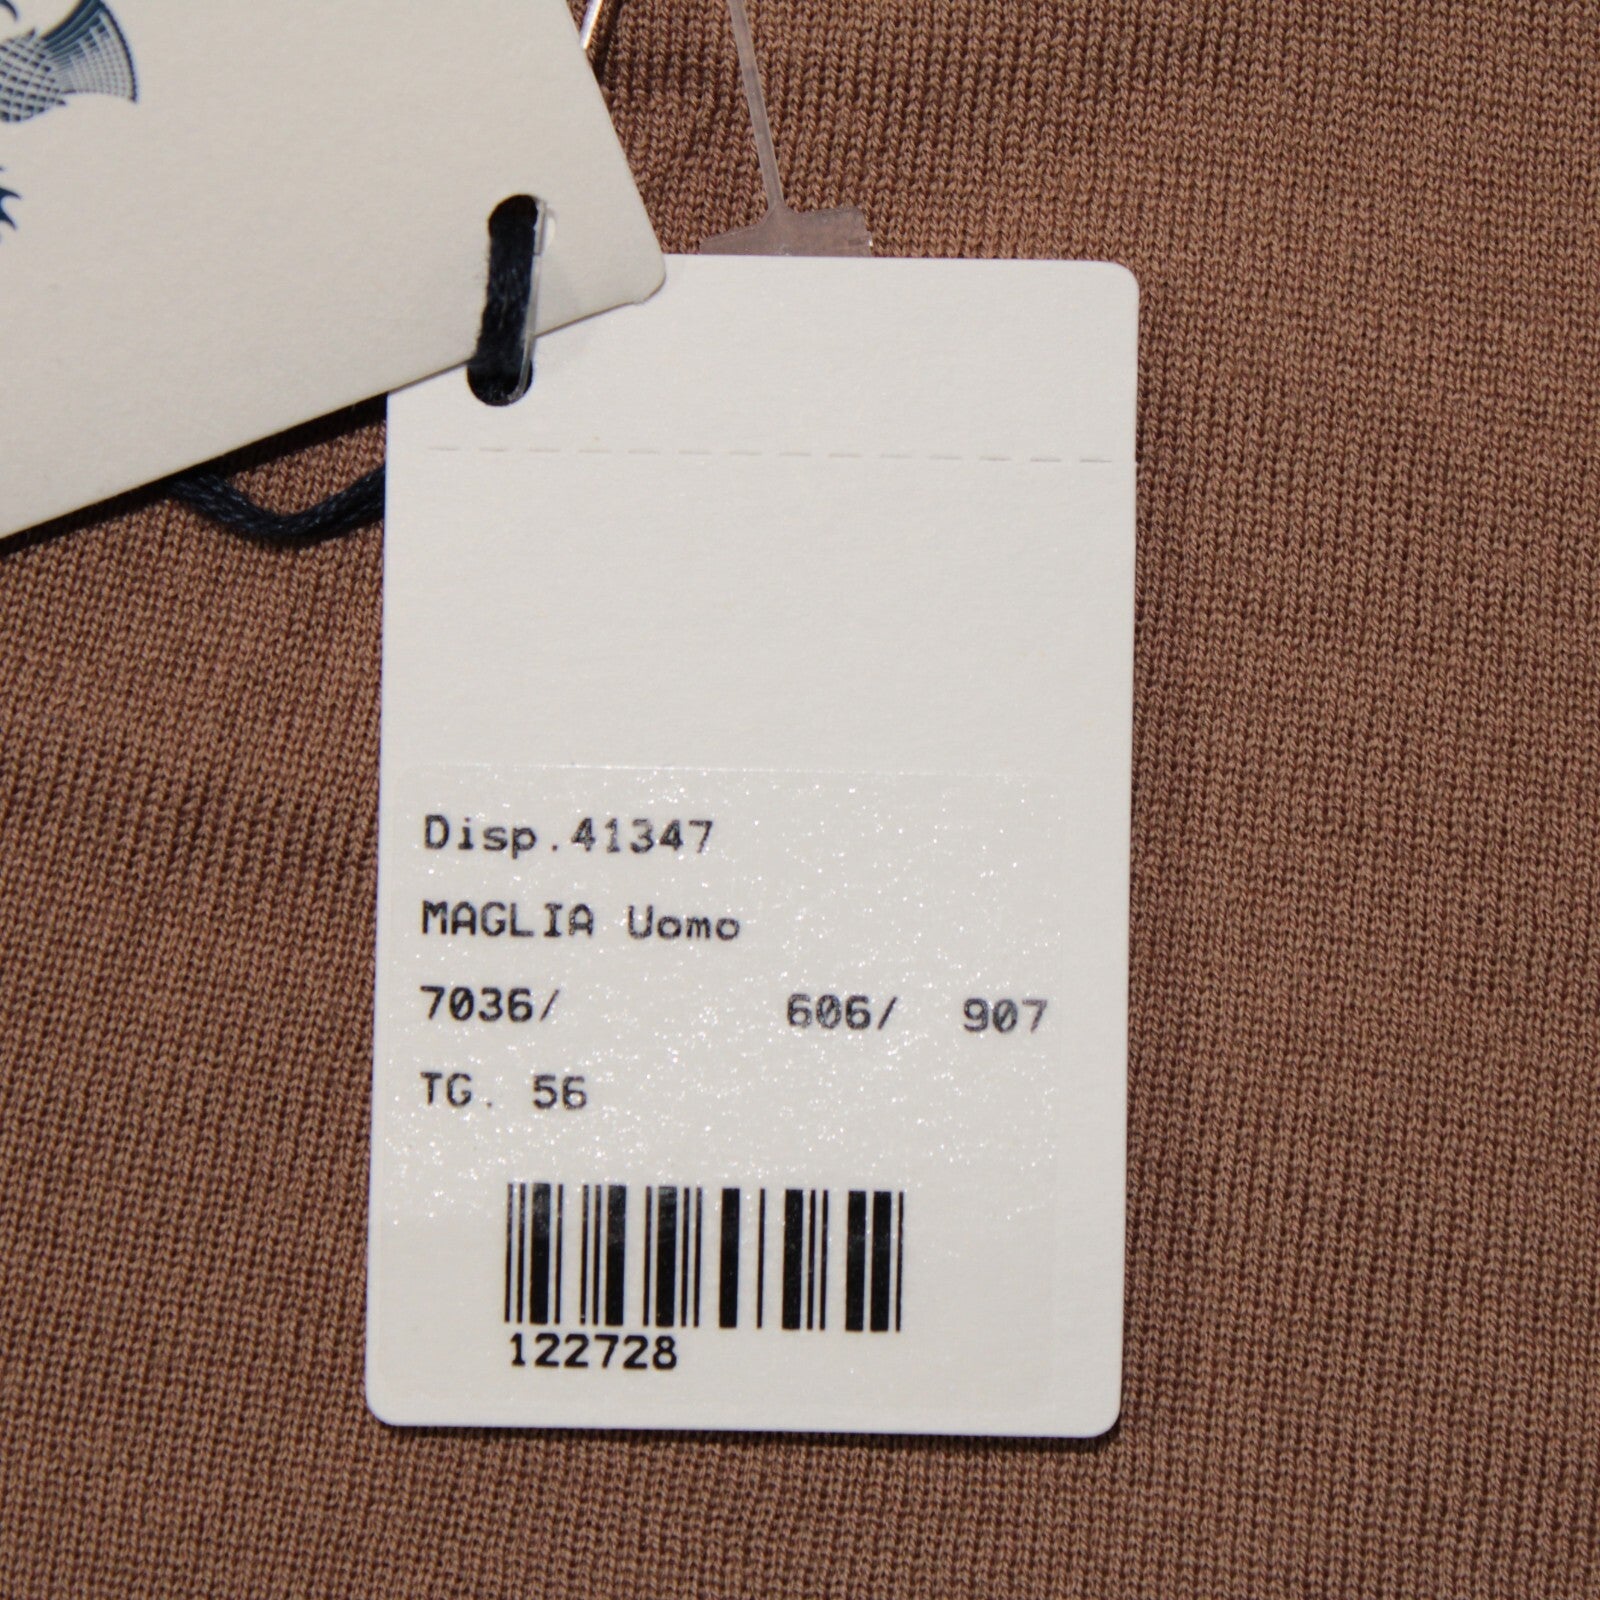 Disp.41347
MAGLIA Uomo
7036/ 606/ 907
TG. 56
122728